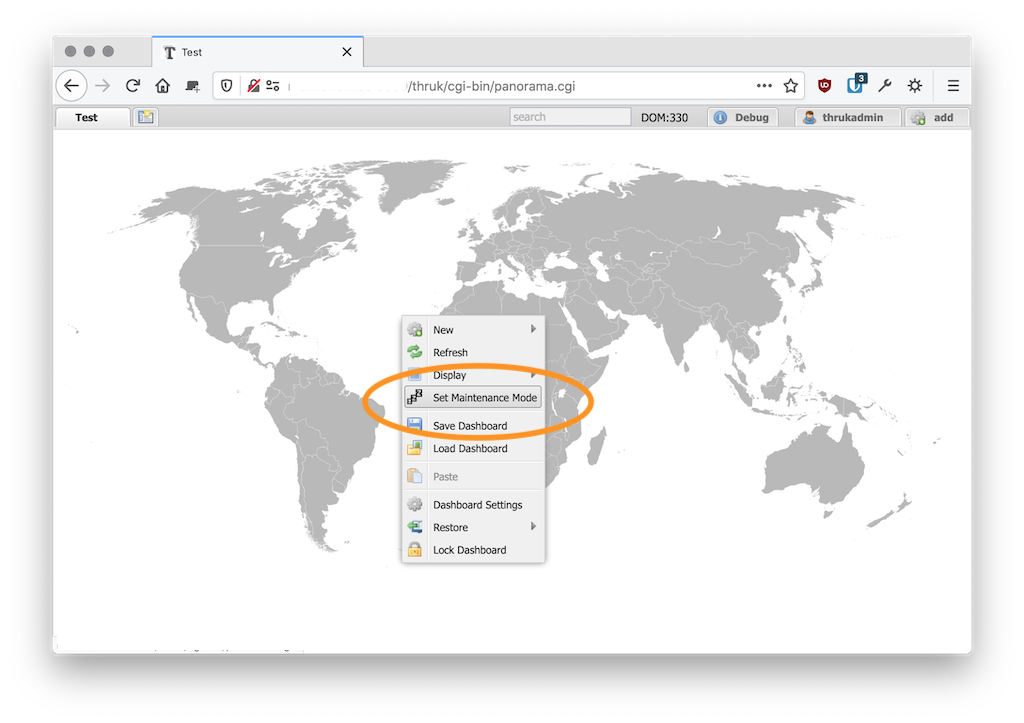 Test
3
/thruk/cgi-bin/panorama.cgi
Test
search
DOM:330
Debug
thrukadmin
add
New
Refresh
Display
Set Maintenance Mode
Save Dashboard
Load Dashboard
Paste
Dashboard Settings
Restore
Lock Dashboard